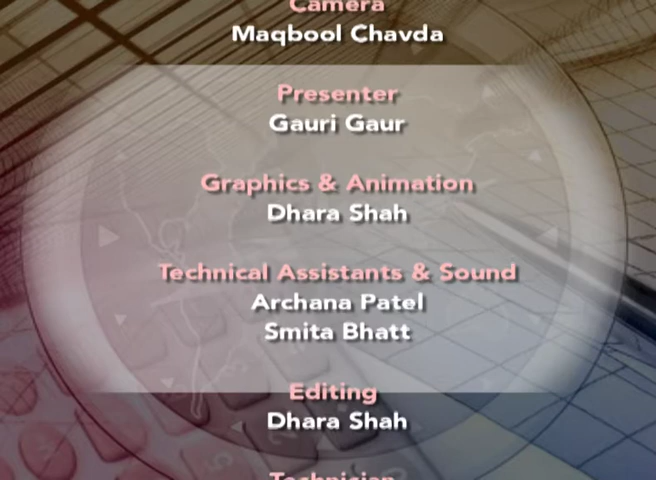 Camera
Maqbool Chavda
Presenter
Gauri Gaur
Graphics & Animation
Dhara Shah
Technical Assistants & Sound
Archana Patel
Smita Bhatt
Editing
Dhara Shah
Technician